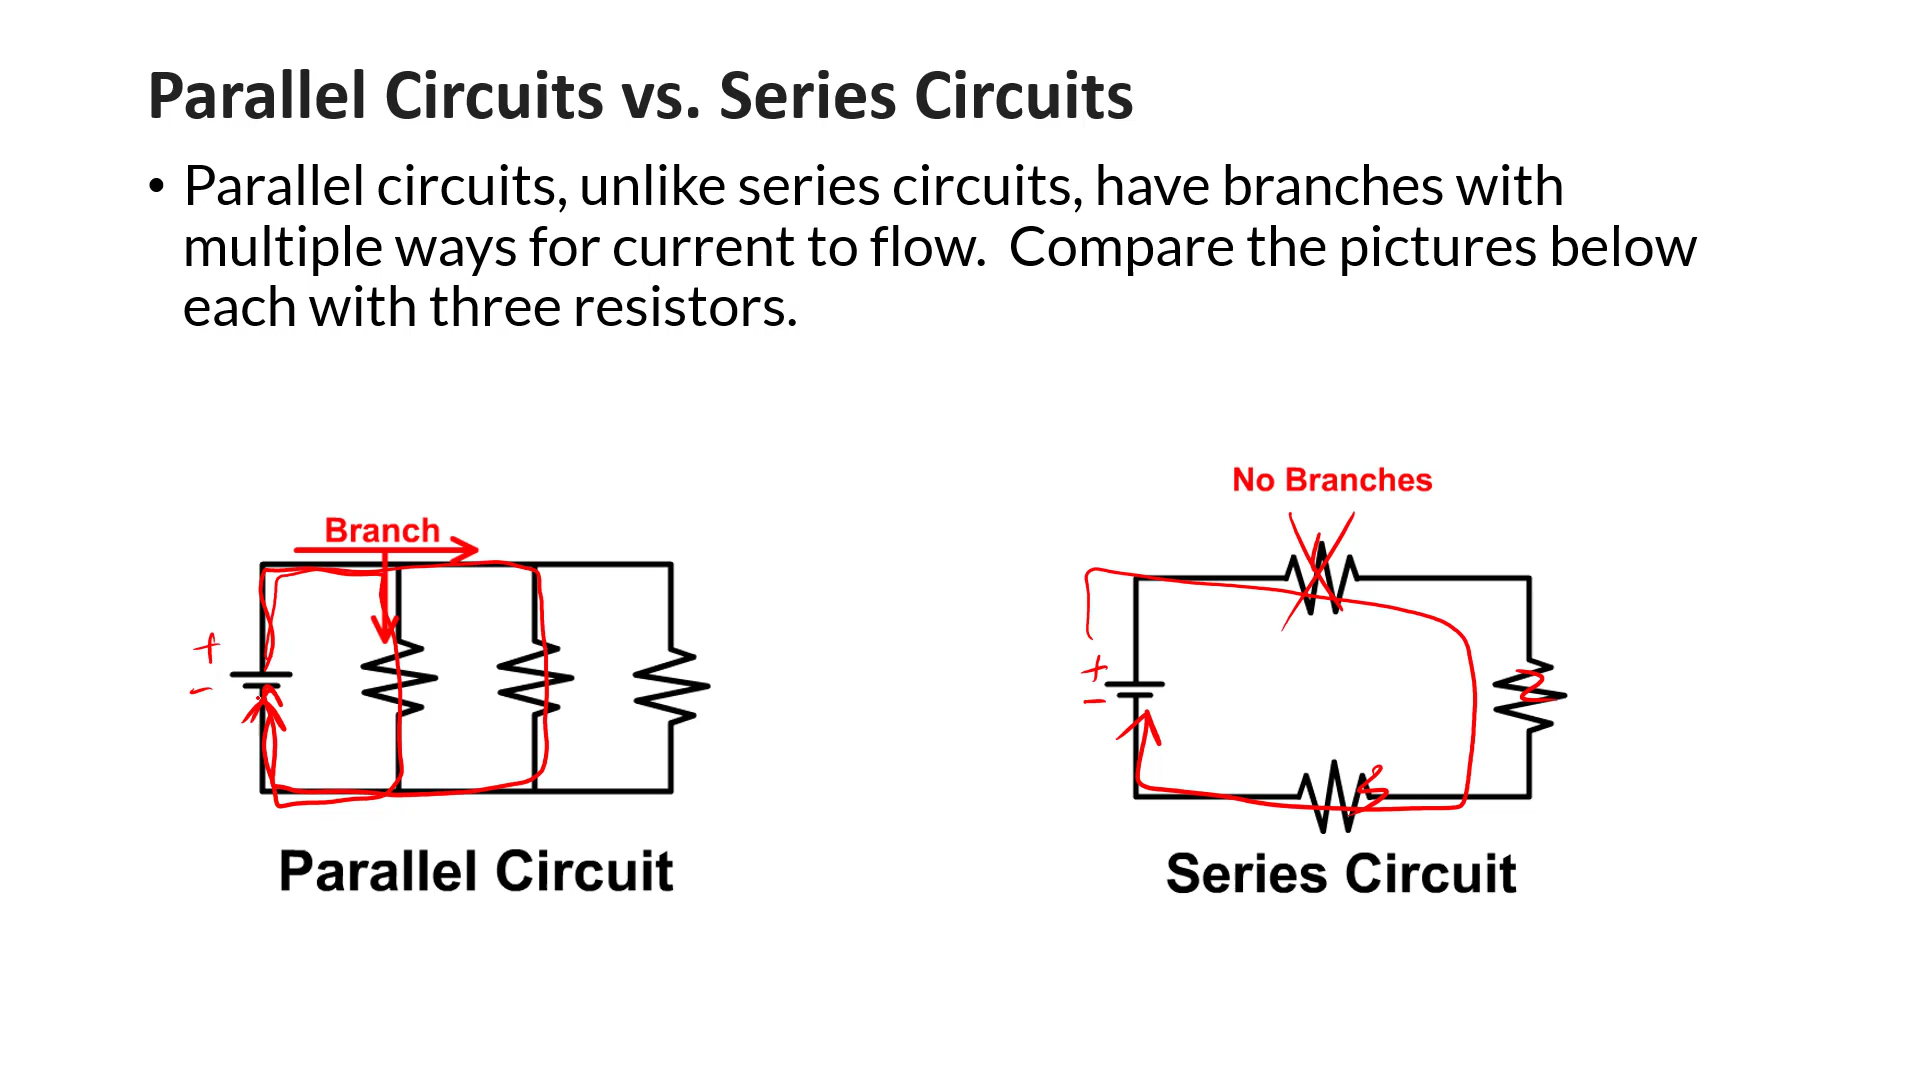 Parallel Circuits vs. Series Circuits
• Parallel circuits, unlike series circuits, have branches with
multiple ways for current to flow.  Compare the pictures below
each with three resistors.
No Branches
Branch
+
-
+
-
Parallel Circuit
Series Circuit